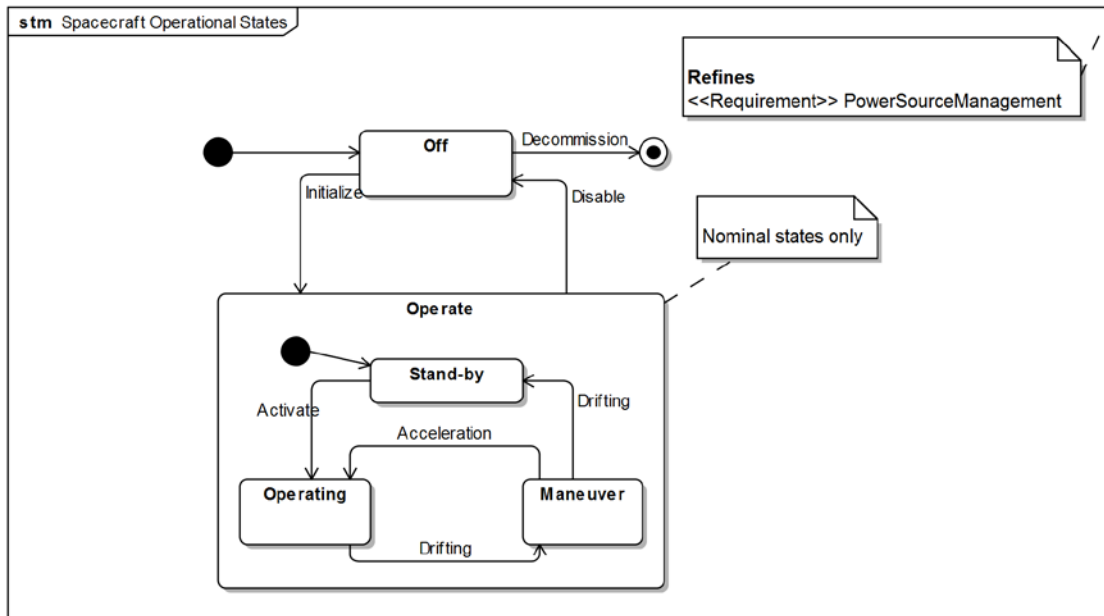 stm Spacecraft Operational States
Refines
<<Requirement>> PowerSourceManagement
Off
Decommission
Initialize
Disable
Nominal states only
Operate
Stand-by
Activate
Drifting
Acceleration
Operating
Maneuver
Drifting